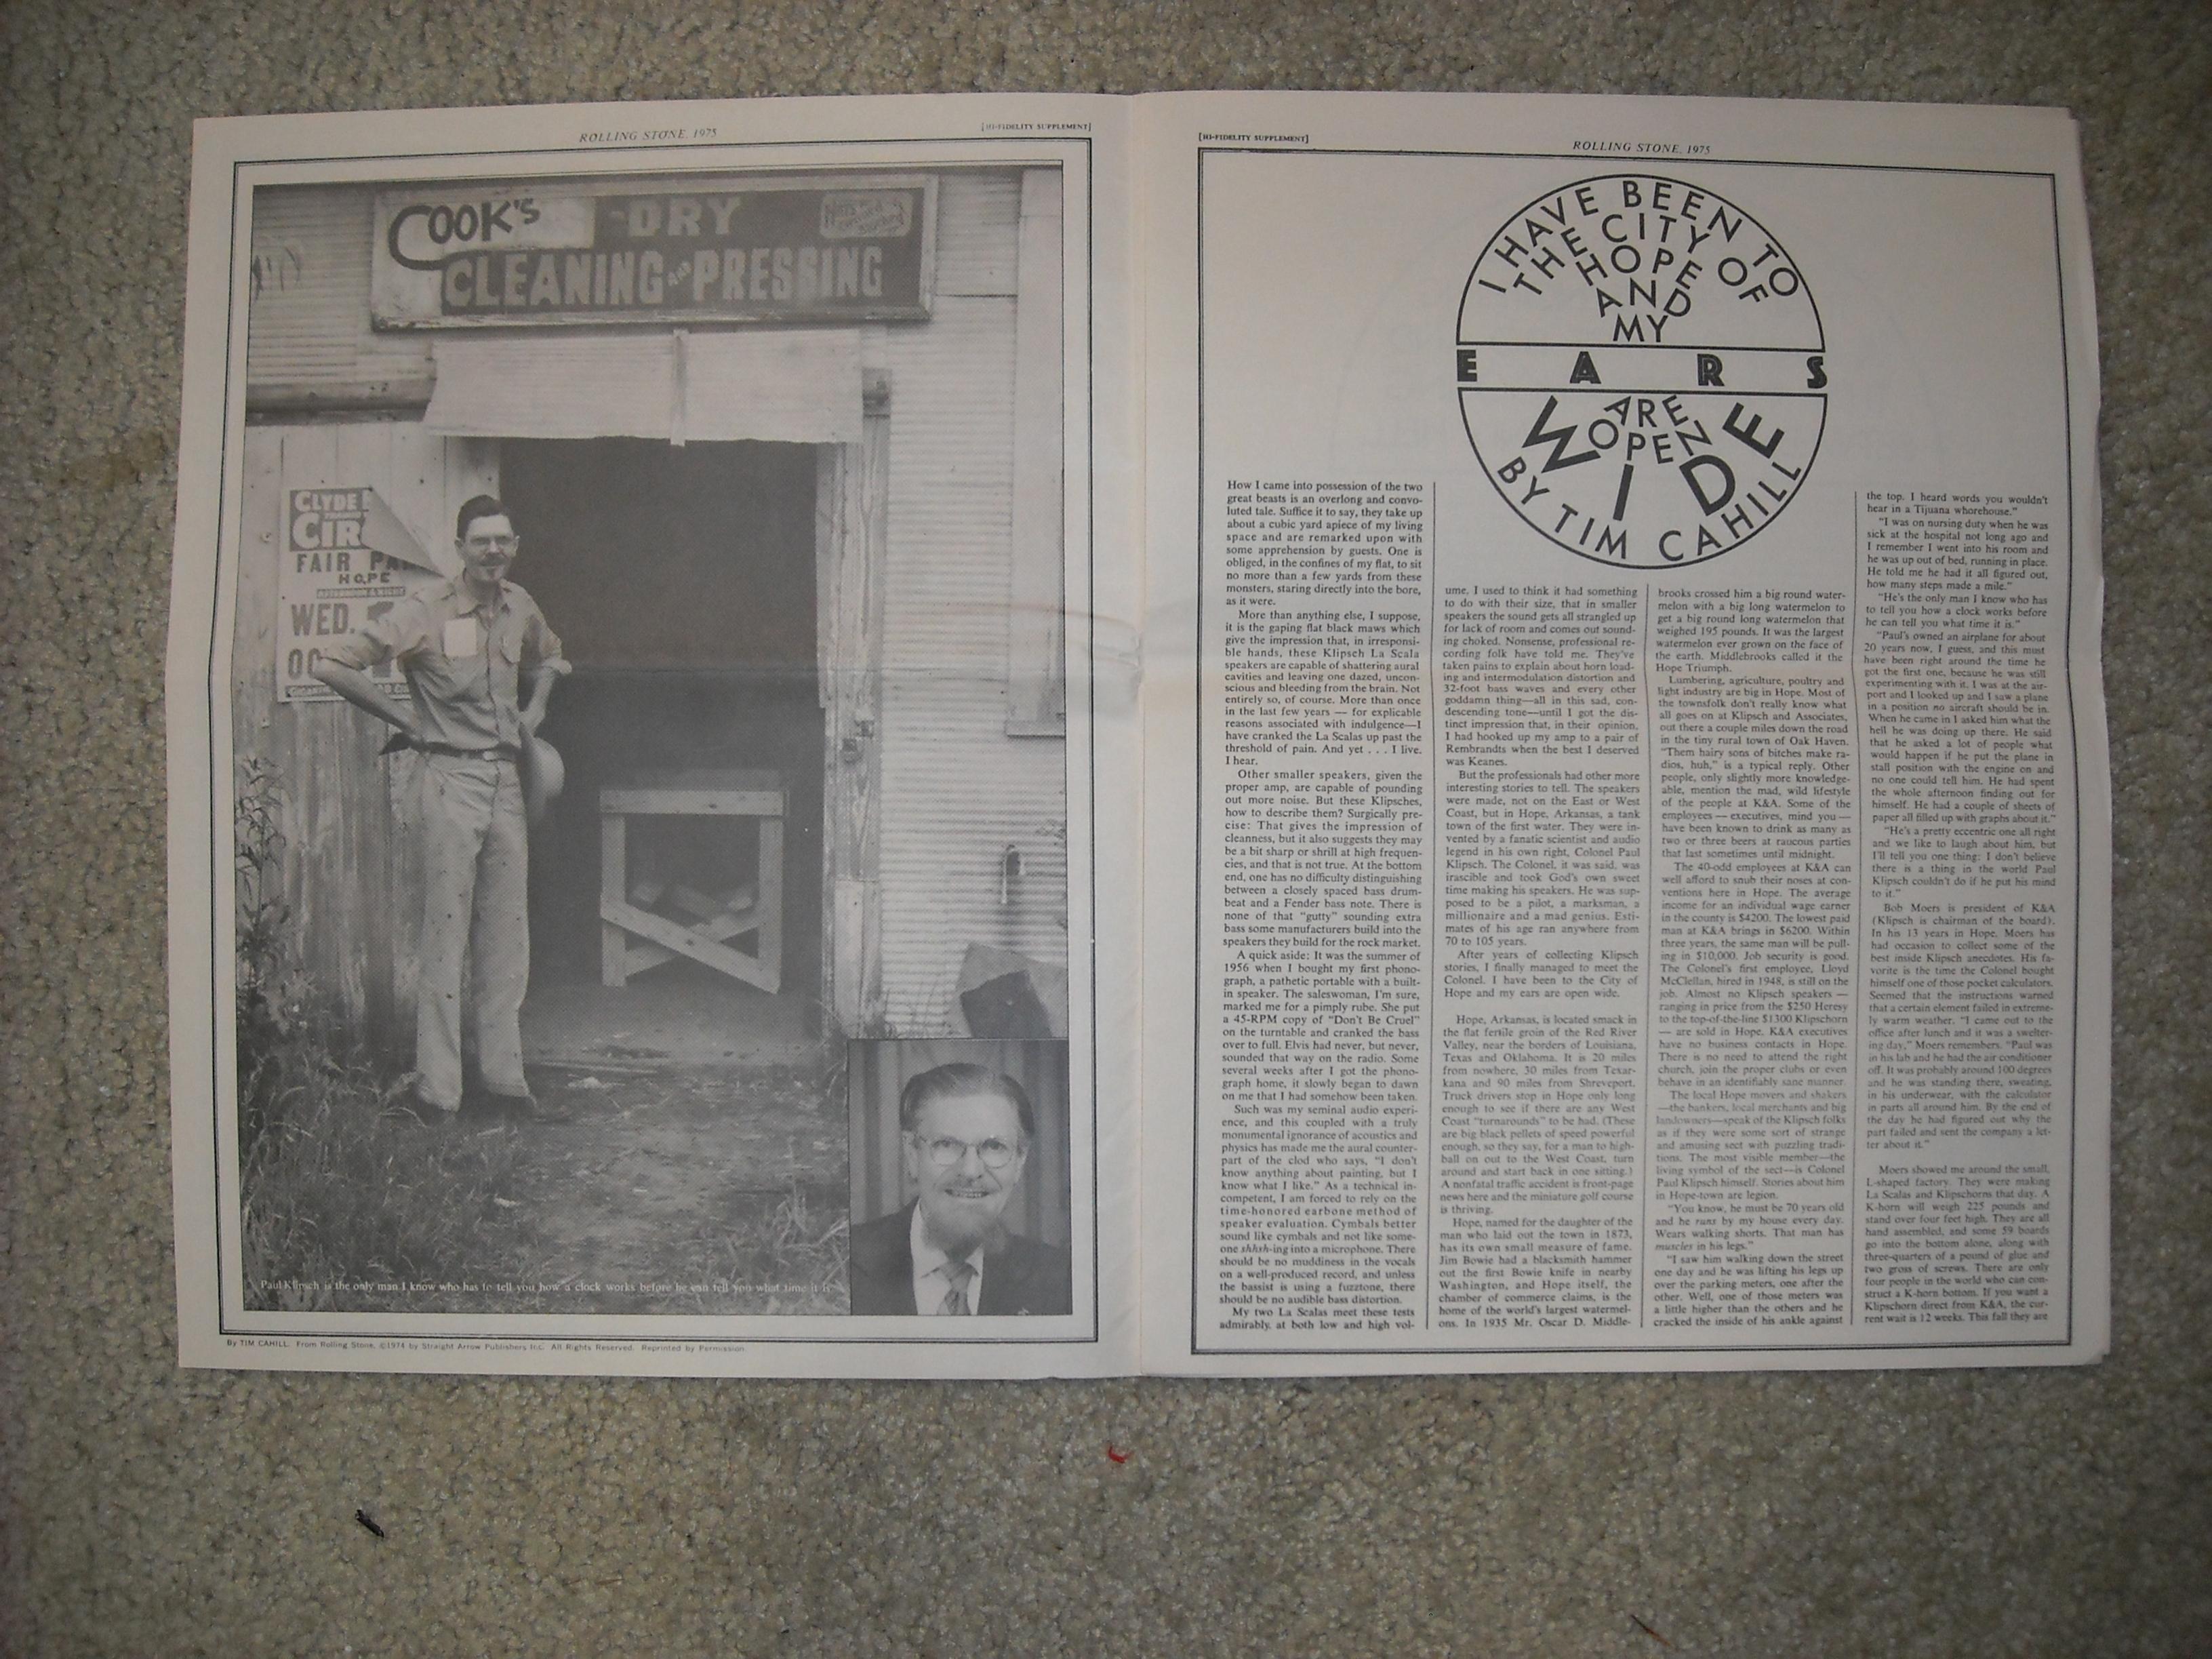 ROLLING STONE, 1975
[HI-FIDELITY SUPPLEMENT]
COOK'S DRY
CLEANING AND PRESSING
CLYDE
CIR
FAIR PA
HOPE
AFTERNOON & NIGHT
WED.
OC
Paul Klipsch is the only man I know who has to tell you how a clock works before he can tell you what time it is.
By TIM CAHILL. From Rolling Stone, ©1974 by Straight Arrow Publishers Inc. All Rights Reserved. Reprinted by Permission.
[HI-FIDELITY SUPPLEMENT]
ROLLING STONE, 1975
I HAVE BEEN TO
THE CITY OF
HOPE
AND
MY
EARS
ARE
OPEN
WIDE
BY TIM CAHILL
How I came into possession of the two
great beasts is an overlong and convo-
luted tale. Suffice it to say, they take up
about a cubic yard apiece of my living
space and are remarked upon with
some apprehension by guests. One is
obliged, in the confines of my flat, to sit
no more than a few yards from these
monsters, staring directly into the bore,
as it were.
More than anything else, I suppose,
it is the gaping flat black maws which
give the impression that, in irresponsi-
ble hands, these Klipsch La Scala
speakers are capable of shattering aural
cavities and leaving one dazed, uncon-
scious and bleeding from the brain. Not
entirely so, of course. More than once
in the last few years — for explicable
reasons associated with indulgence—I
have cranked the La Scalas up past the
threshold of pain. And yet . . . I live.
I hear.
Other smaller speakers, given the
proper amp, are capable of pounding
out more noise. But these Klipsches,
how to describe them? Surgically pre-
cise: That gives the impression of
cleanness, but it also suggests they may
be a bit sharp or shrill at high frequen-
cies, and that is not true. At the bottom
end, one has no difficulty distinguishing
between a closely spaced bass drum-
beat and a Fender bass note. There is
none of that "gutty" sounding extra
bass some manufacturers build into the
speakers they build for the rock market.
A quick aside: It was the summer of
1956 when I bought my first phono-
graph, a pathetic portable with a built-
in speaker. The saleswoman, I'm sure,
marked me for a pimply rube. She put
a 45-RPM copy of "Don't Be Cruel"
on the turntable and cranked the bass
over to full. Elvis had never, but never,
sounded that way on the radio. Some
several weeks after I got the phono-
graph home, it slowly began to dawn
on me that I had somehow been taken.
Such was my seminal audio experi-
ence, and this coupled with a truly
monumental ignorance of acoustics and
physics has made me the aural counter-
part of the clod who says, "I don't
know anything about painting, but I
know what I like." As a technical in-
competent, I am forced to rely on the
time-honored earbone method of
speaker evaluation. Cymbals better
sound like cymbals and not like some-
one shhsh-ing into a microphone. There
should be no muddiness in the vocals
on a well-produced record, and unless
the bassist is using a fuzztone, there
should be no audible bass distortion.
My two La Scalas meet these tests
admirably, at both low and high vol-
ume. I used to think it had something
to do with their size, that in smaller
speakers the sound gets all strangled up
for lack of room and comes out sound-
ing choked. Nonsense, professional re-
cording folk have told me. They've
taken pains to explain about horn load-
ing and intermodulation distortion and
32-foot bass waves and every other
goddamn thing—all in this sad, con-
descending tone—until I got the dis-
tinct impression that, in their opinion,
I had hooked up my amp to a pair of
Rembrandts when the best I deserved
was Keanes.
But the professionals had other more
interesting stories to tell. The speakers
were made, not on the East or West
Coast, but in Hope, Arkansas, a tank
town of the first water. They were in-
vented by a fanatic scientist and audio
legend in his own right, Colonel Paul
Klipsch. The Colonel, it was said, was
irascible and took God's own sweet
time making his speakers. He was sup-
posed to be a pilot, a marksman, a
millionaire and a mad genius. Esti-
mates of his age ran anywhere from
70 to 105 years.
After years of collecting Klipsch
stories, I finally managed to meet the
Colonel. I have been to the City of
Hope and my ears are open wide.
Hope, Arkansas, is located smack in
the flat fertile groin of the Red River
Valley, near the borders of Louisiana,
Texas and Oklahoma. It is 20 miles
from nowhere, 30 miles from Texar-
kana and 90 miles from Shreveport.
Truck drivers stop in Hope only long
enough to see if there are any West
Coast "turnarounds" to be had. (These
are big black pellets of speed powerful
enough, so they say, for a man to high-
ball on out to the West Coast, turn
around and start back in one sitting.)
A nonfatal traffic accident is front-page
news here and the miniature golf course
is thriving.
Hope, named for the daughter of the
man who laid out the town in 1873,
has its own small measure of fame.
Jim Bowie had a blacksmith hammer
out the first Bowie knife in nearby
Washington, and Hope itself, the
chamber of commerce claims, is the
home of the world's largest watermel-
ons. In 1935 Mr. Oscar D. Middle-
brooks crossed him a big round water-
melon with a big long watermelon to
get a big round long watermelon that
weighed 195 pounds. It was the largest
watermelon ever grown on the face of
the earth. Middlebrooks called it the
Hope Triumph.
Lumbering, agriculture, poultry and
light industry are big in Hope. Most of
the townsfolk don't really know what
all goes on at Klipsch and Associates,
out there a couple miles down the road
in the tiny rural town of Oak Haven.
"Them hairy sons of bitches make ra-
dios, huh," is a typical reply. Other
people, only slightly more knowledge-
able, mention the mad, wild lifestyle
of the people at K&A. Some of the
employees — executives, mind you —
have been known to drink as many as
two or three beers at raucous parties
that last sometimes until midnight.
The 40-odd employees at K&A can
well afford to snub their noses at con-
ventions here in Hope. The average
income for an individual wage earner
in the county is $4200. The lowest paid
man at K&A brings in $6200. Within
three years, the same man will be pull-
ing in $10,000. Job security is good.
The Colonel's first employee, Lloyd
McClellan, hired in 1948, is still on the
job. Almost no Klipsch speakers —
ranging in price from the $250 Heresy
to the top-of-the-line $1300 Klipschorn
— are sold in Hope. K&A executives
have no business contacts in Hope.
There is no need to attend the right
church, join the proper clubs or even
behave in an identifiably sane manner.
The local Hope movers and shakers
—the bankers, local merchants and big
landowners—speak of the Klipsch folks
as if they were some sort of strange
and amusing sect with puzzling tradi-
tions. The most visible member—the
living symbol of the sect—is Colonel
Paul Klipsch himself. Stories about him
in Hope-town are legion.
"You know, he must be 70 years old
and he runs by my house every day.
Wears walking shorts. That man has
muscles in his legs."
"I saw him walking down the street
one day and he was lifting his legs up
over the parking meters, one after the
other. Well, one of those meters was
a little higher than the others and he
cracked the inside of his ankle against
the top. I heard words you wouldn't
hear in a Tijuana whorehouse."
"I was on nursing duty when he was
sick at the hospital not long ago and
I remember I went into his room and
he was up out of bed, running in place.
He told me he had it all figured out,
how many steps made a mile."
"He's the only man I know who has
to tell you how a clock works before
he can tell you what time it is."
"Paul's owned an airplane for about
20 years now, I guess, and this must
have been right around the time he
got the first one, because he was still
experimenting with it. I was at the air-
port and I looked up and I saw a plane
in a position no aircraft should be in.
When he came in I asked him what the
hell he was doing up there. He said
that he asked a lot of people what
would happen if he put the plane in
stall position with the engine on and
no one could tell him. He had spent
the whole afternoon finding out for
himself. He had a couple of sheets of
paper all filled up with graphs about it."
"He's a pretty eccentric one all right
and we like to laugh about him, but
I'll tell you one thing: I don't believe
there is a thing in the world Paul
Klipsch couldn't do if he put his mind
to it."
Bob Moers is president of K&A
(Klipsch is chairman of the board).
In his 13 years in Hope, Moers has
had occasion to collect some of the
best inside Klipsch anecdotes. His fa-
vorite is the time the Colonel bought
himself one of those pocket calculators.
Seemed that the instructions warned
that a certain element failed in extreme-
ly warm weather. "I came out to the
office after lunch and it was a swelter-
ing day," Moers remembers. "Paul was
in his lab and he had the air conditioner
off. It was probably around 100 degrees
and he was standing there, sweating,
in his underwear, with the calculator
in parts all around him. By the end of
the day he had figured out why the
part failed and sent the company a let-
ter about it."
Moers showed me around the small,
L-shaped factory. They were making
La Scalas and Klipschorns that day. A
K-horn will weigh 225 pounds and
stand over four feet high. They are all
hand assembled, and some 59 boards
go into the bottom alone, along with
three-quarters of a pound of glue and
two gross of screws. There are only
four people in the world who can con-
struct a K-horn bottom. If you want a
Klipschorn direct from K&A, the cur-
rent wait is 12 weeks. This fall they are